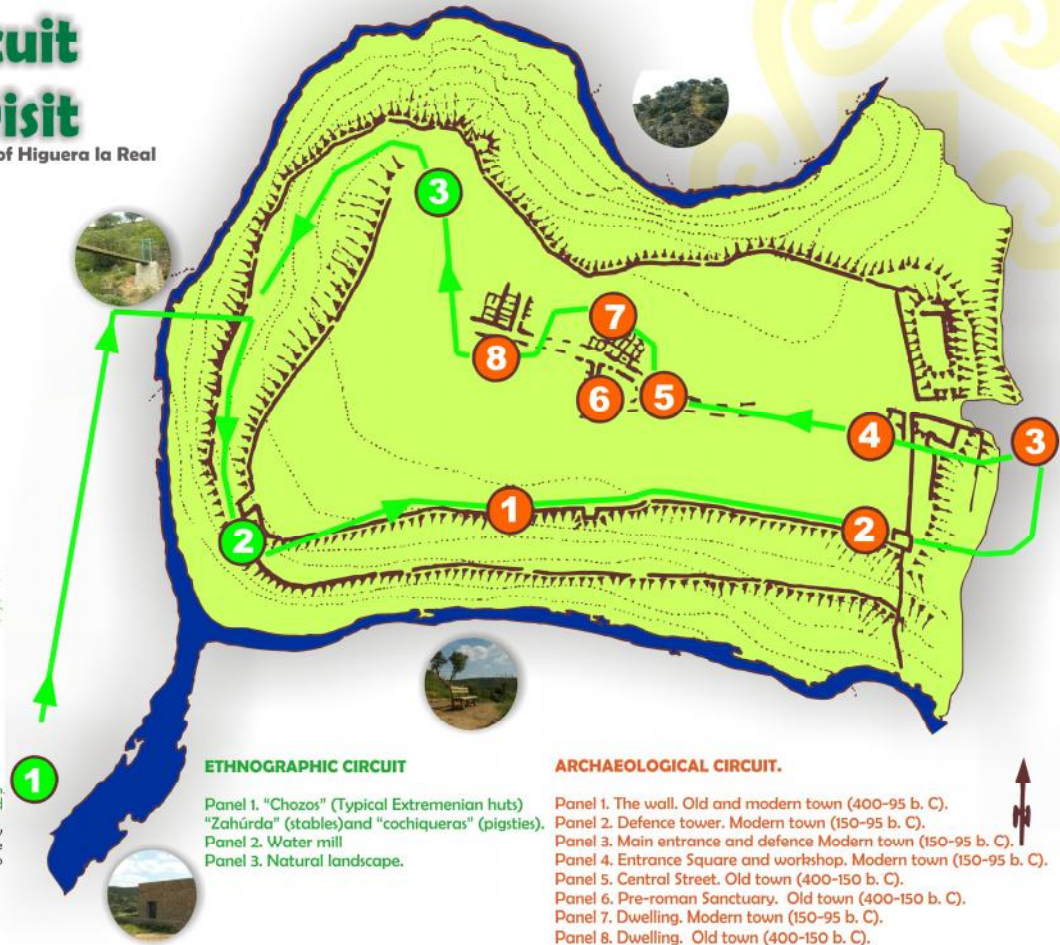 cuit
isit
of Higuera la Real
3
7
8
6
5
4
3
1
2
2
1
ETHNOGRAPHIC CIRCUIT
Panel 1. “Chozos” (Typical Extremenian huts)
“Zahúrda” (stables)and “cochiqueras” (pigsties).
Panel 2. Water mill
Panel 3. Natural landscape.
ARCHAEOLOGICAL CIRCUIT.
Panel 1. The wall. Old and modern town (400-95 b. C).
Panel 2. Defence tower. Modern town (150-95 b. C).
Panel 3. Main entrance and defence Modern town (150-95 b. C).
Panel 4. Entrance Square and workshop. Modern town (150-95 b. C).
Panel 5. Central Street. Old town (400-150 b. C).
Panel 6. Pre-roman Sanctuary. Old town (400-150 b. C).
Panel 7. Dwelling. Modern town (150-95 b. C).
Panel 8. Dwelling. Old town (400-150 b. C).
N